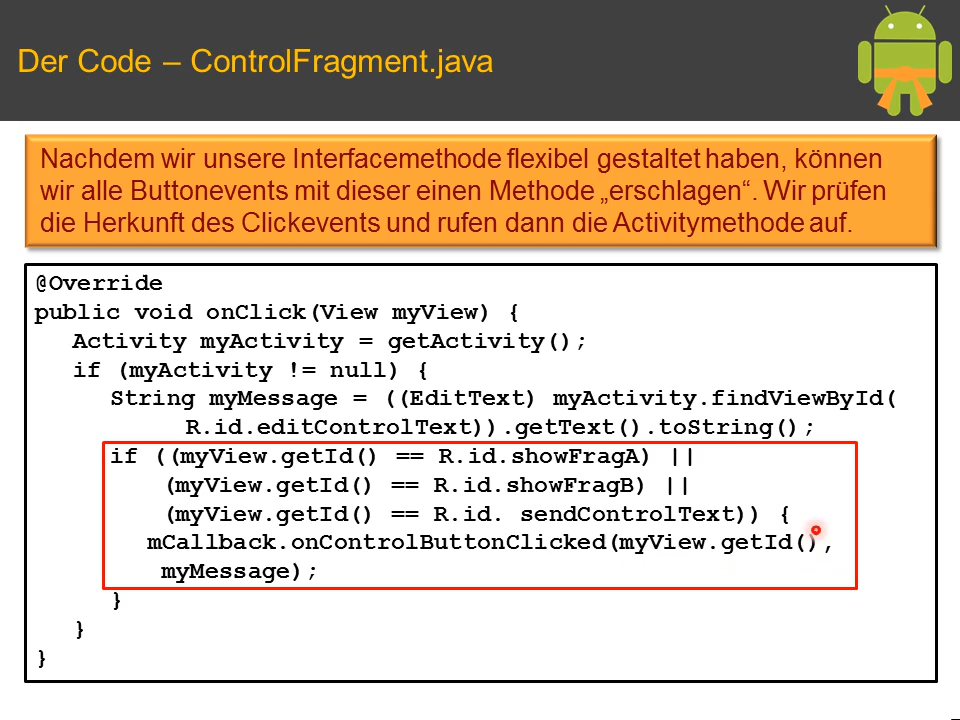 Der Code – ControlFragment.java
Nachdem wir unsere Interfacemethode flexibel gestaltet haben, können
wir alle Buttonevents mit dieser einen Methode „erschlagen“. Wir prüfen
die Herkunft des Clickevents und rufen dann die Activitymethode auf.
@Override
public void onClick(View myView) {
Activity myActivity = getActivity();
if (myActivity != null) {
String myMessage = ((EditText) myActivity.findViewById(
R.id.editControlText)).getText().toString();
if ((myView.getId() == R.id.showFragA) ||
(myView.getId() == R.id.showFragB) ||
(myView.getId() == R.id. sendControlText)) {
mCallback.onControlButtonClicked(myView.getId(),
myMessage);
}
}
}